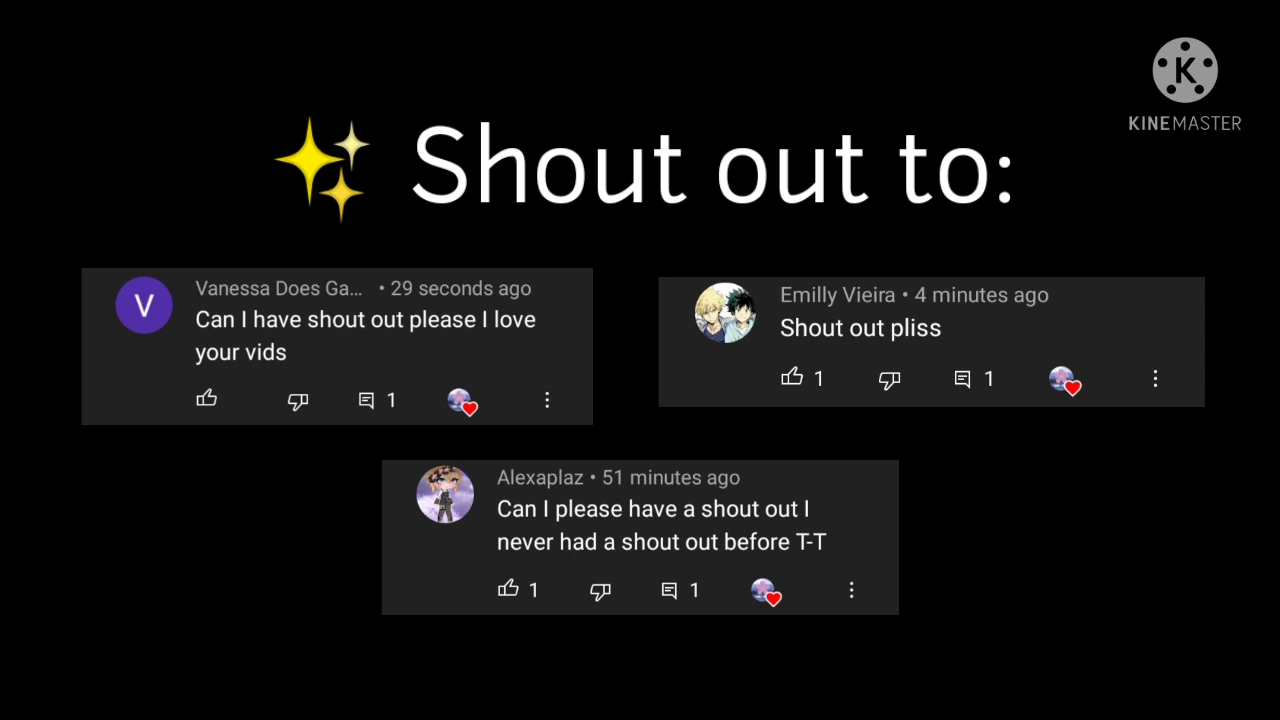 K
KINEMASTER
✨ Shout out to:
V
Vanessa Does Ga... • 29 seconds ago
Can I have shout out please I love
your vids
1
Emilly Vieira • 4 minutes ago
Shout out pliss
1 1
Alexaplaz • 51 minutes ago
Can I please have a shout out I
never had a shout out before T-T
1 1